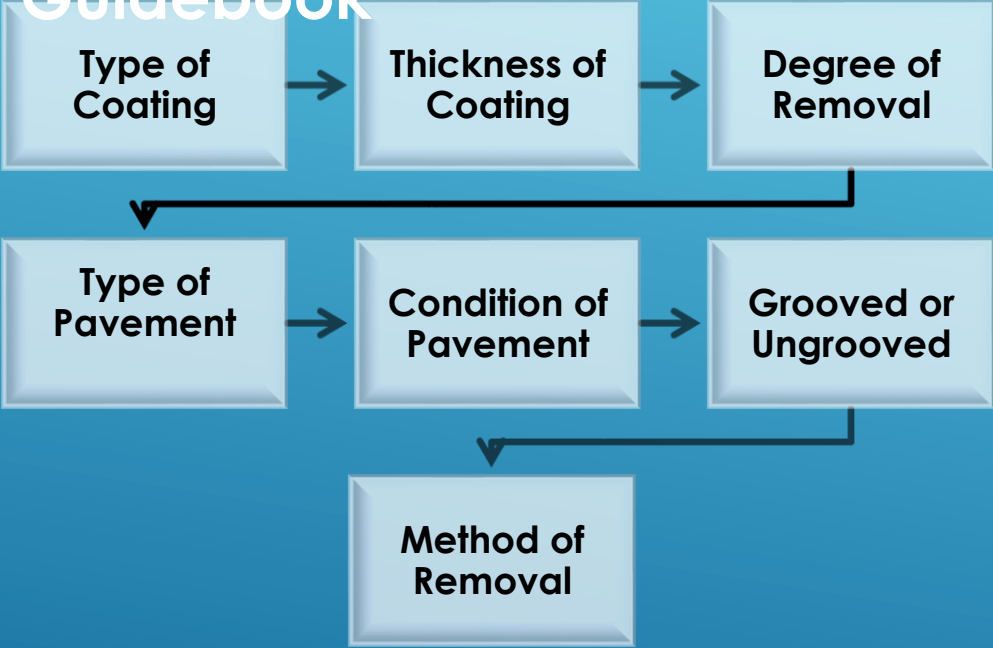 Guidebook
Type of
Coating
Thickness of
Coating
Degree of
Removal
Type of
Pavement
Condition of
Pavement
Grooved or
Ungrooved
Method of
Removal